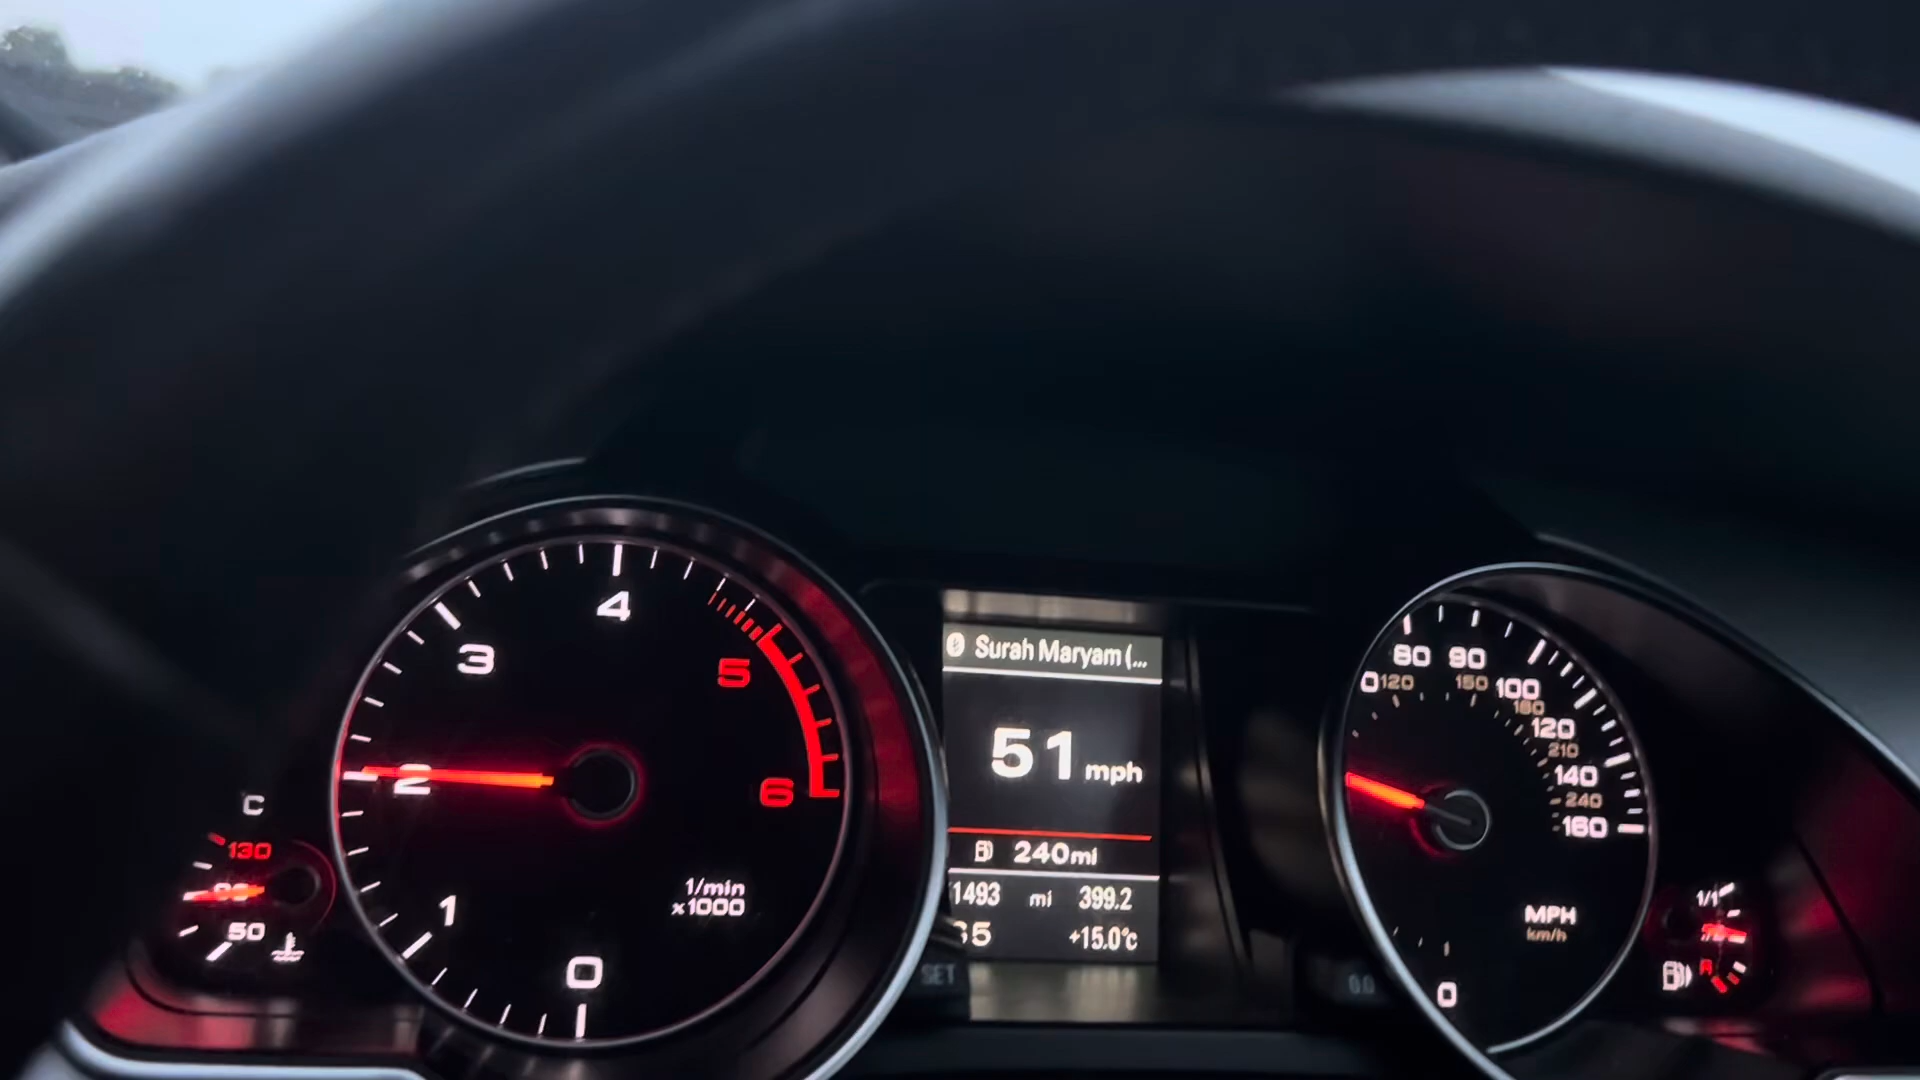 4
3
5
2
6
1
0
1/min
x1000
C
130
50
Surah Maryam (...
51 mph
240mi
1493 mi 399.2
+15.0°c
SET
80 90
120 150 100
180
120
210
140
240
160
MPH
km/h
0
1/1
R